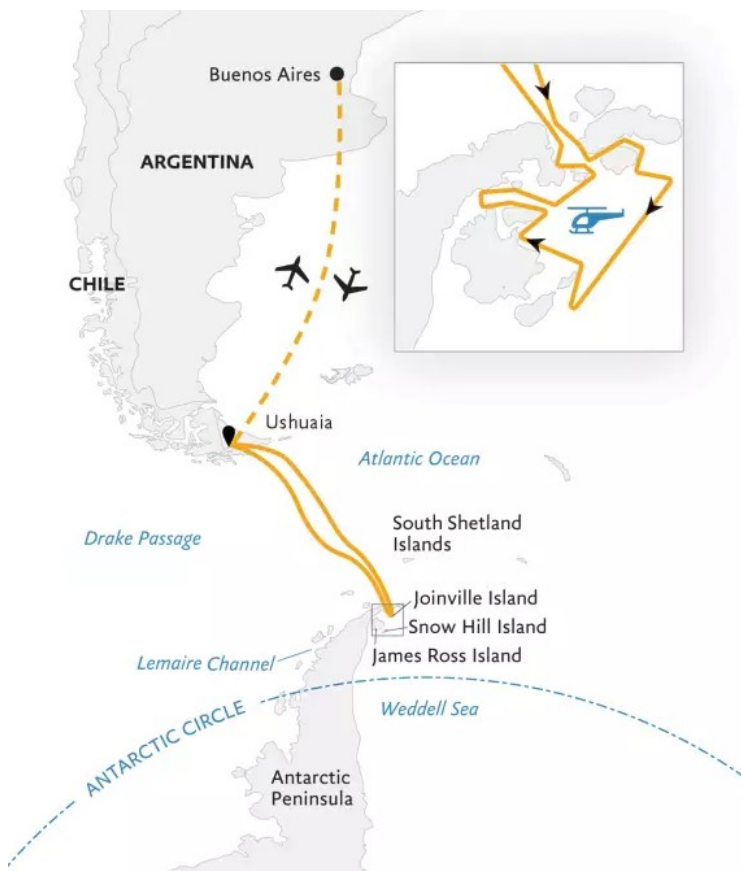 Buenos Aires
ARGENTINA
CHILE
Ushuaia
Atlantic Ocean
South Shetland
Islands
Drake Passage
Joinville Island
Snow Hill Island
James Ross Island
Lemaire Channel
Weddell Sea
ANTARCTIC CIRCLE
Antarctic
Peninsula